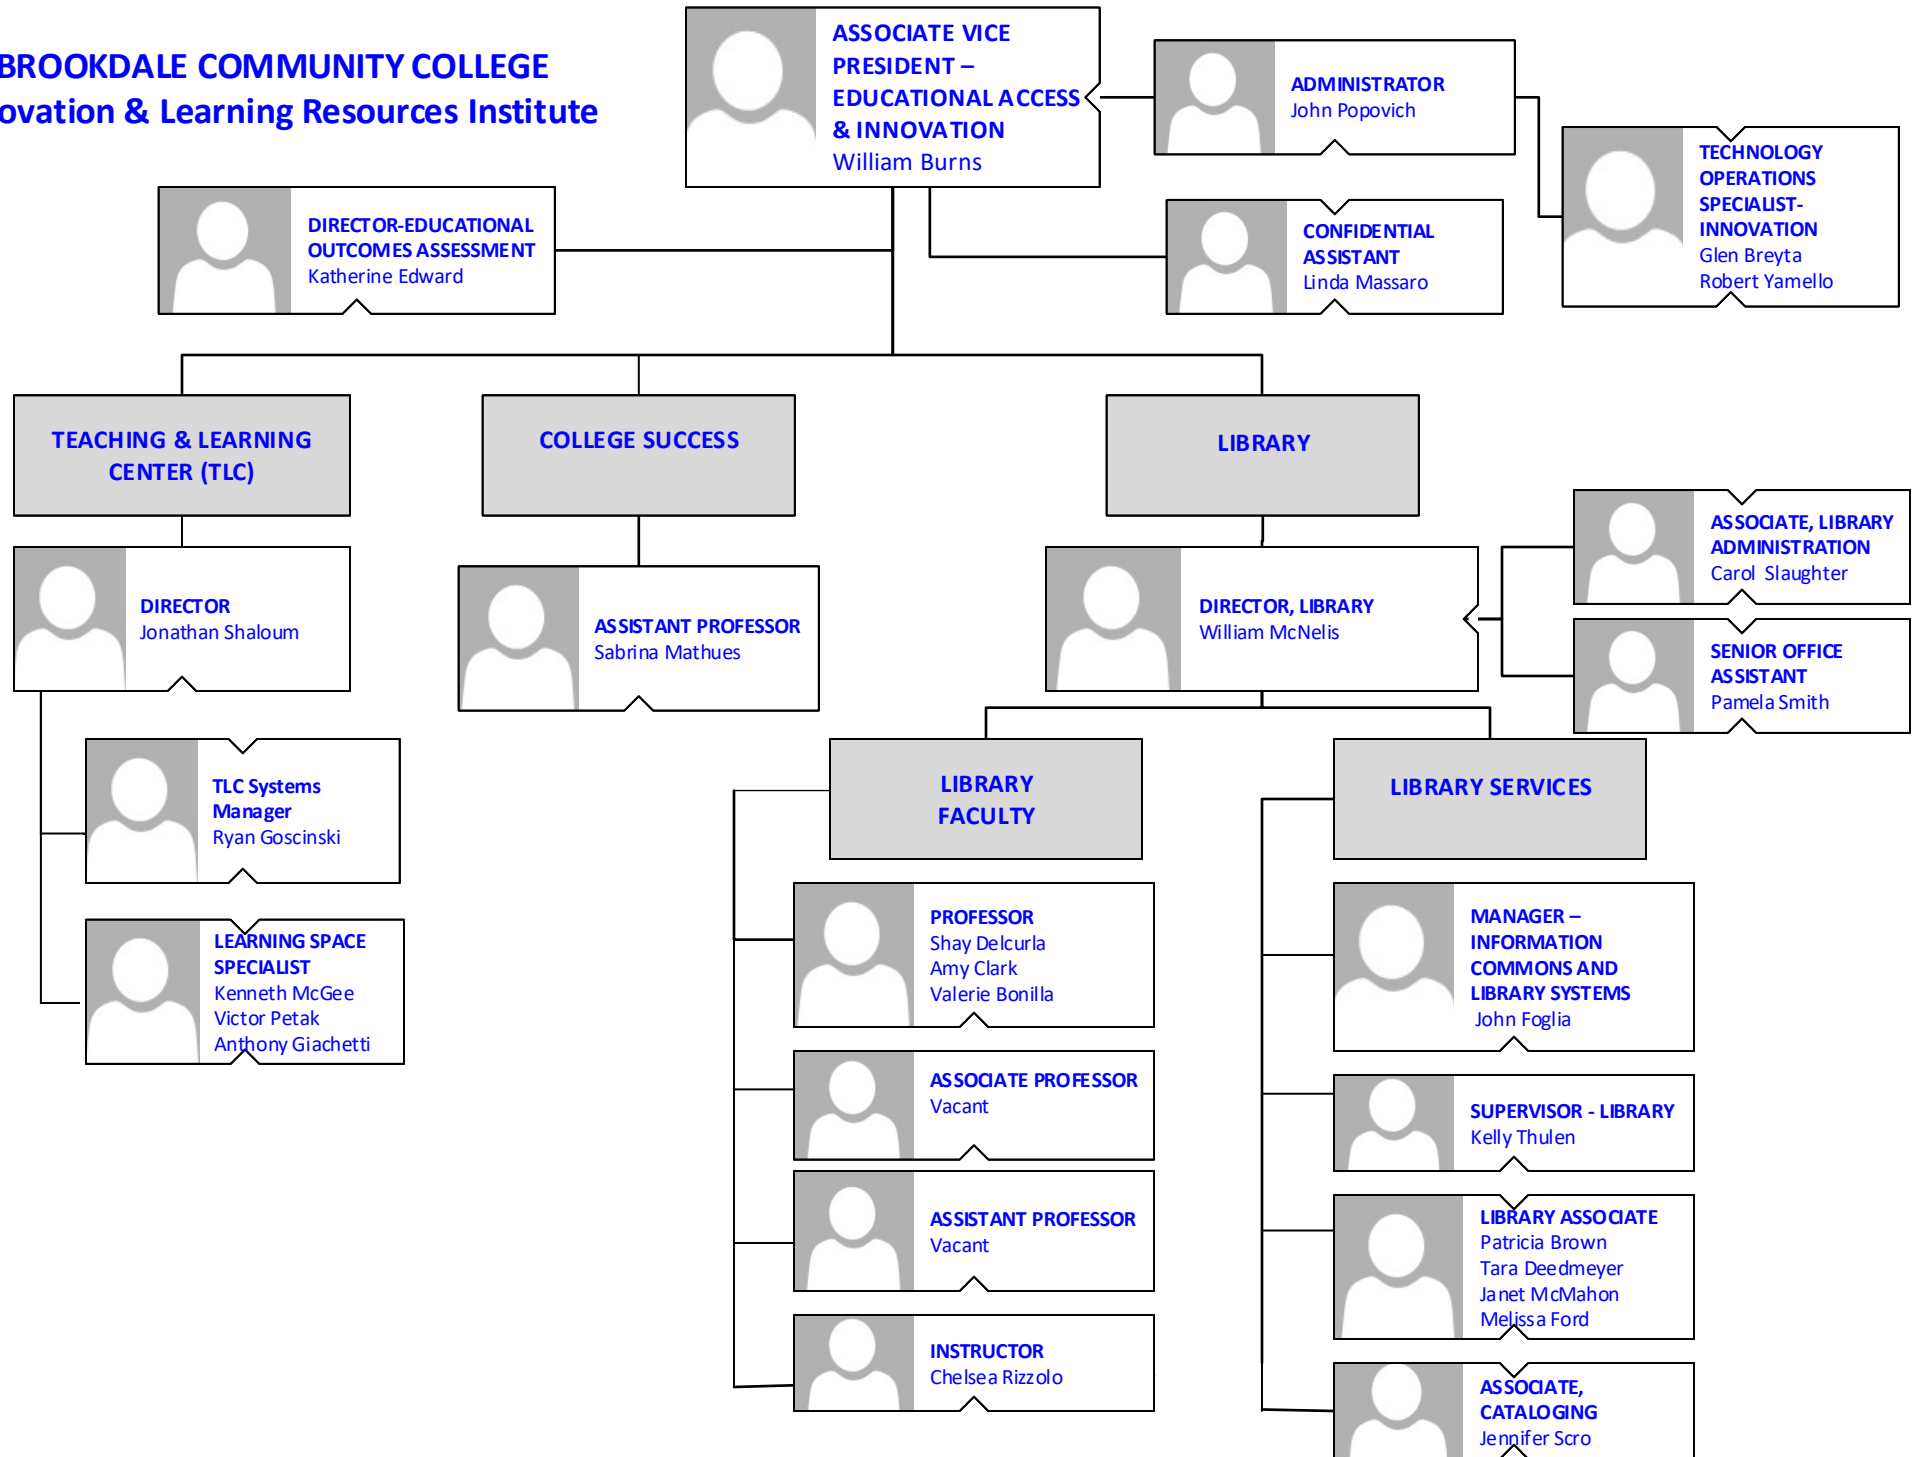 BROOKDALE COMMUNITY COLLEGE
ovation & Learning Resources Institute
ASSOCIATE VICE
PRESIDENT –
EDUCATIONAL ACCESS
& INNOVATION
William Burns
ADMINISTRATOR
John Popovich
TECHNOLOGY
OPERATIONS
SPECIALIST-
INNOVATION
Glen Breyta
Robert Yamello
DIRECTOR-EDUCATIONAL
OUTCOMES ASSESSMENT
Katherine Edward
CONFIDENTIAL
ASSISTANT
Linda Massaro
TEACHING & LEARNING
CENTER (TLC)
COLLEGE SUCCESS
LIBRARY
DIRECTOR
Jonathan Shaloum
ASSISTANT PROFESSOR
Sabrina Mathues
DIRECTOR, LIBRARY
William McNelis
ASSOCIATE, LIBRARY
ADMINISTRATION
Carol Slaughter
SENIOR OFFICE
ASSISTANT
Pamela Smith
TLC Systems
Manager
Ryan Goscinski
LEARNING SPACE
SPECIALIST
Kenneth McGee
Victor Petak
Anthony Giachetti
LIBRARY
FACULTY
PROFESSOR
Shay Delcurla
Amy Clark
Valerie Bonilla
ASSOCIATE PROFESSOR
Vacant
ASSISTANT PROFESSOR
Vacant
INSTRUCTOR
Chelsea Rizzolo
LIBRARY SERVICES
MANAGER –
INFORMATION
COMMONS AND
LIBRARY SYSTEMS
John Foglia
SUPERVISOR - LIBRARY
Kelly Thulen
LIBRARY ASSOCIATE
Patricia Brown
Tara Deedmeyer
Janet McMahon
Melissa Ford
ASSOCIATE,
CATALOGING
Jennifer Scro